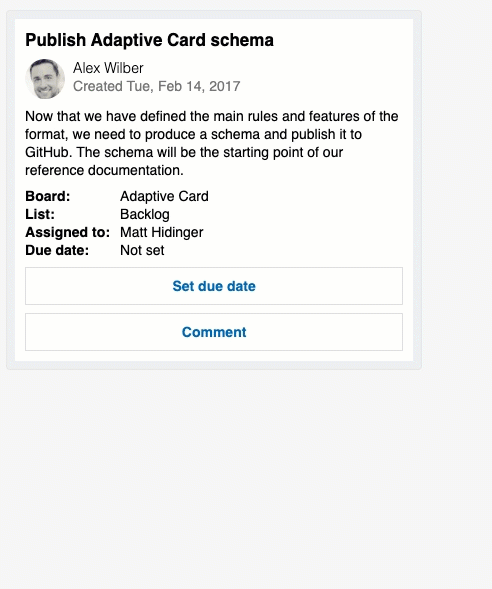 Publish Adaptive Card schema
Alex Wilber
Created Tue, Feb 14, 2017
Now that we have defined the main rules and features of the
format, we need to produce a schema and publish it to
GitHub. The schema will be the starting point of our
reference documentation.
Board: Adaptive Card
List: Backlog
Assigned to: Matt Hidinger
Due date: Not set
Set due date
Comment